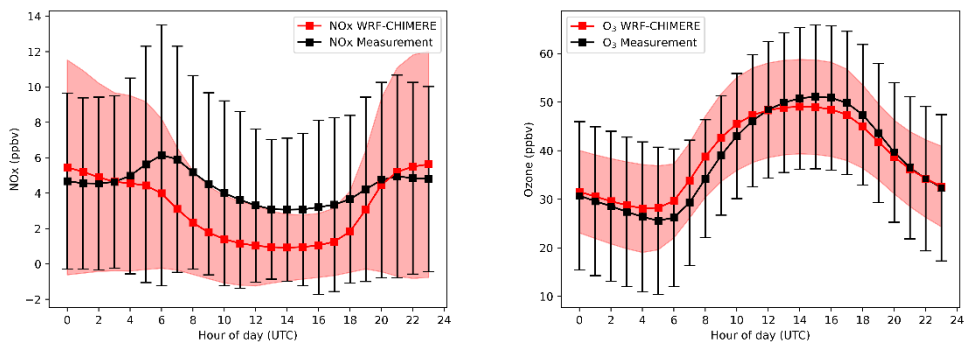 NOx WRF-CHIMERE
NOx Measurement
NOx (ppbv)
14
12
10
8
6
4
2
0
−2
0 2 4 6 8 10 12 14 16 18 20 22 24
Hour of day (UTC)
O₃ WRF-CHIMERE
O₃ Measurement
Ozone (ppbv)
60
50
40
30
20
10
0 2 4 6 8 10 12 14 16 18 20 22 24
Hour of day (UTC)